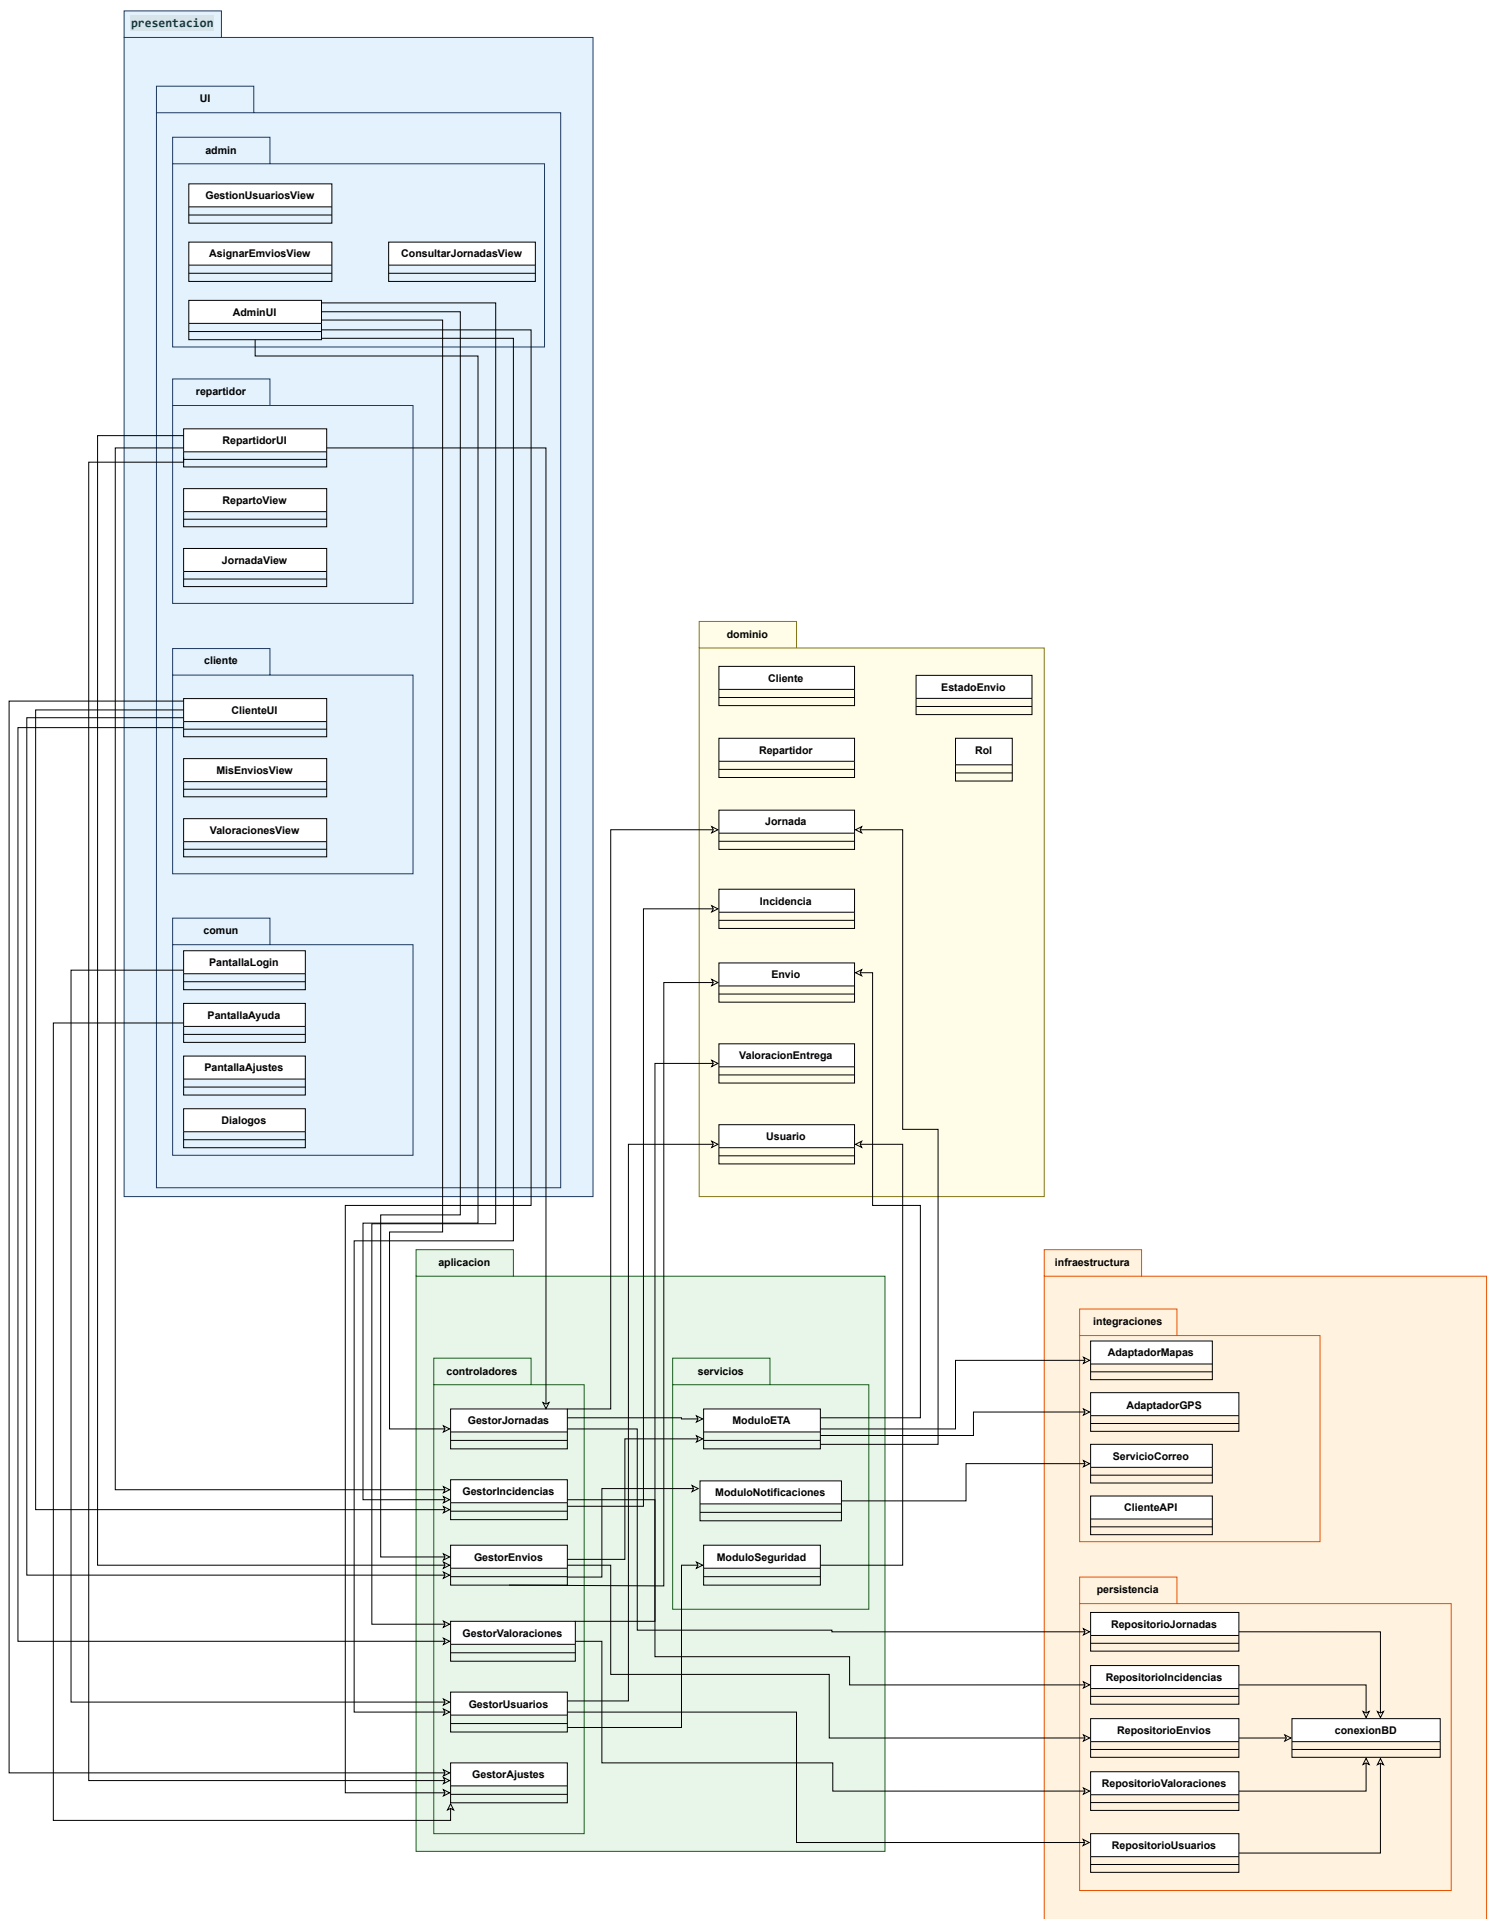 presentacion
UI
admin
GestionUsuariosView
AsignarEmviosView
ConsultarJornadasView
AdminUI
repartidor
RepartidorUI
RepartoView
JornadaView
cliente
ClienteUI
MisEnviosView
ValoracionesView
comun
PantallaLogin
PantallaAyuda
PantallaAjustes
Dialogos
dominio
Cliente
EstadoEnvio
Repartidor
Rol
Jornada
Incidencia
Envio
ValoracionEntrega
Usuario
aplicacion
controladores
GestorJornadas
GestorIncidencias
GestorEnvios
GestorValoraciones
GestorUsuarios
GestorAjustes
servicios
ModuloETA
ModuloNotificaciones
ModuloSeguridad
infraestructura
integraciones
AdaptadorMapas
AdaptadorGPS
ServicioCorreo
ClienteAPI
persistencia
RepositorioJornadas
RepositorioIncidencias
RepositorioEnvios
conexionBD
RepositorioValoraciones
RepositorioUsuarios